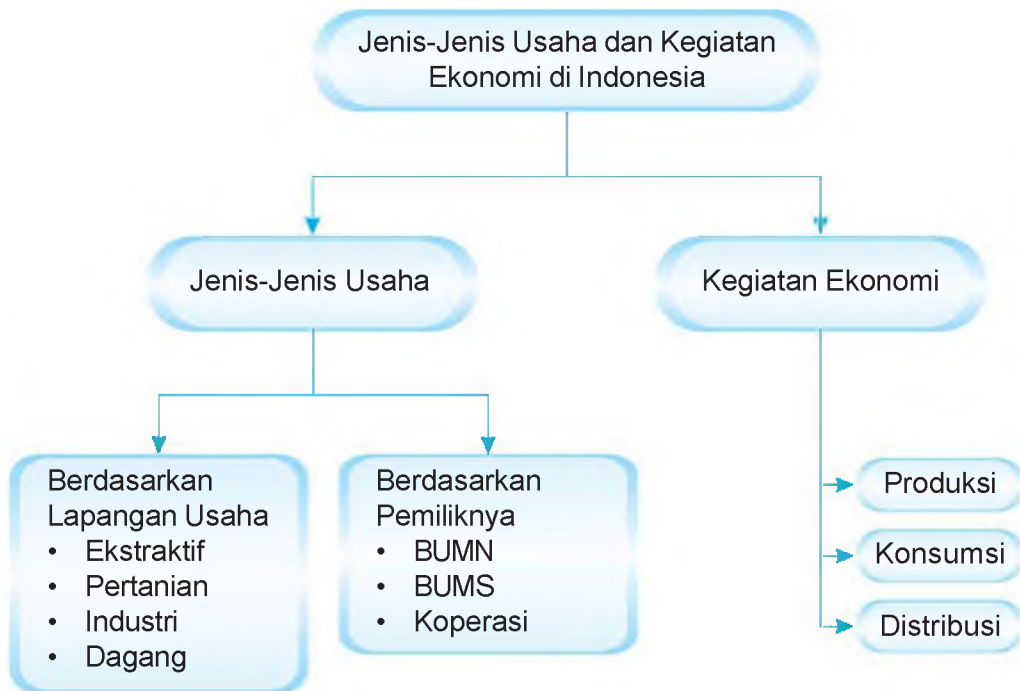 Jenis-Jenis Usaha dan Kegiatan
Ekonomi di Indonesia
Jenis-Jenis Usaha
Kegiatan Ekonomi
Berdasarkan
Lapangan Usaha
• Ekstraktif
• Pertanian
• Industri
• Dagang
Berdasarkan
Pemiliknya
• BUMN
• BUMS
• Koperasi
Produksi
Konsumsi
Distribusi